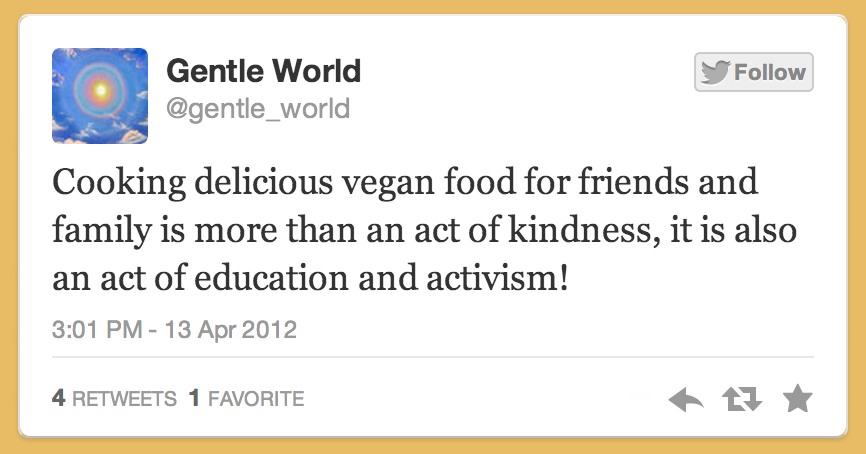 Gentle World
@gentle_world
Follow
Cooking delicious vegan food for friends and
family is more than an act of kindness, it is also
an act of education and activism!
3:01 PM - 13 Apr 2012
4 RETWEETS 1 FAVORITE